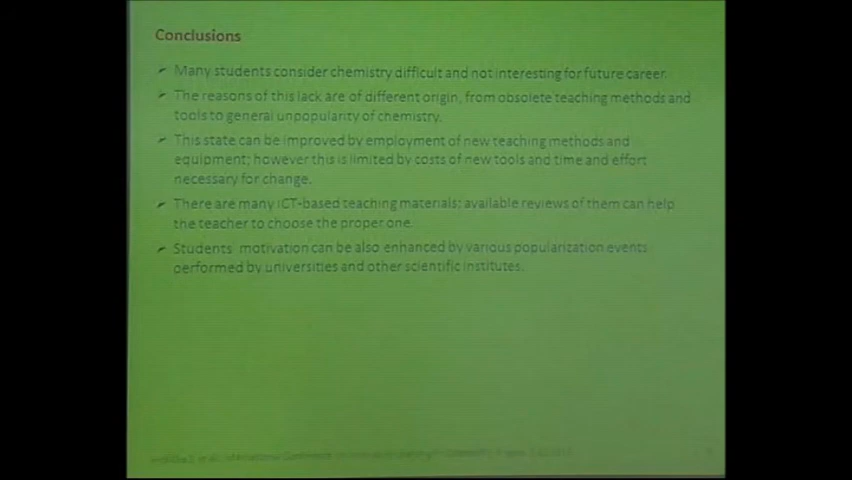 Conclusions
Many students consider chemistry difficult and not interesting for future career.
The reasons of this lack are of different origin, from obsolete teaching methods and
tools to general unpopularity of chemistry.
This state can be improved by employment of new teaching methods and
equipment; however this is limited by costs of new tools and time and effort
necessary for change.
There are many ICT-based teaching materials; available reviews of them can help
the teacher to choose the proper one.
Students' motivation can be also enhanced by various popularization events
performed by universities and other scientific institutes.
International Conference